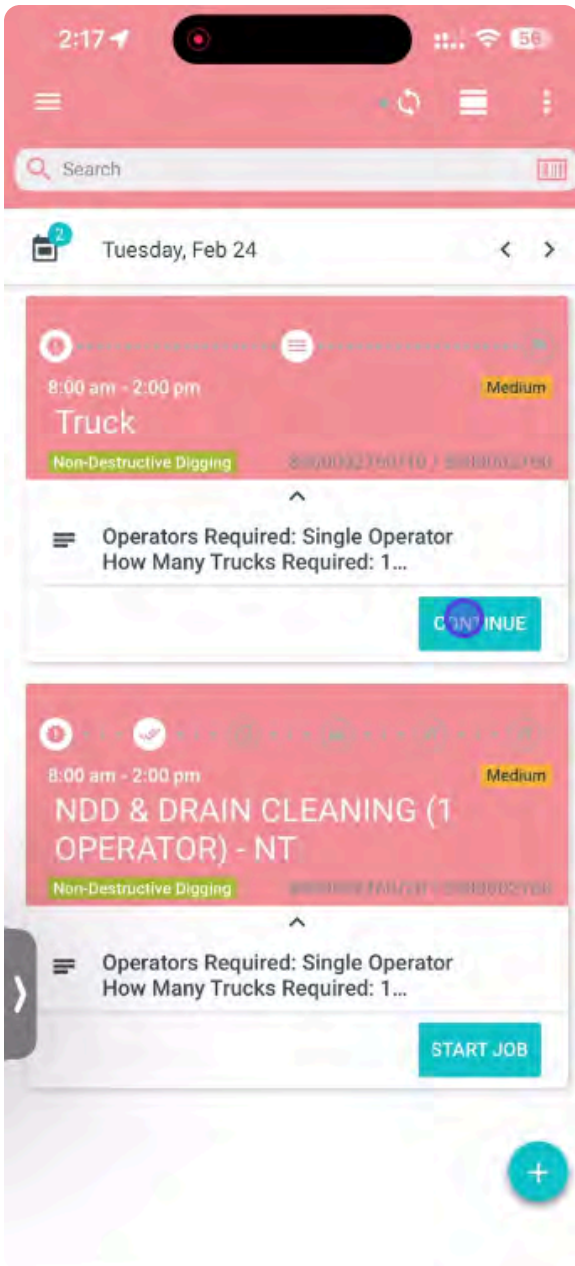 2:17
56
Search
2
Tuesday, Feb 24
8:00 am - 2:00 pm
Medium
Truck
Non-Destructive Digging
Operators Required: Single Operator
How Many Trucks Required: 1...
CONTINUE
8:00 am - 2:00 pm
Medium
NDD & DRAIN CLEANING (1
OPERATOR) - NT
Non-Destructive Digging
Operators Required: Single Operator
How Many Trucks Required: 1...
START JOB